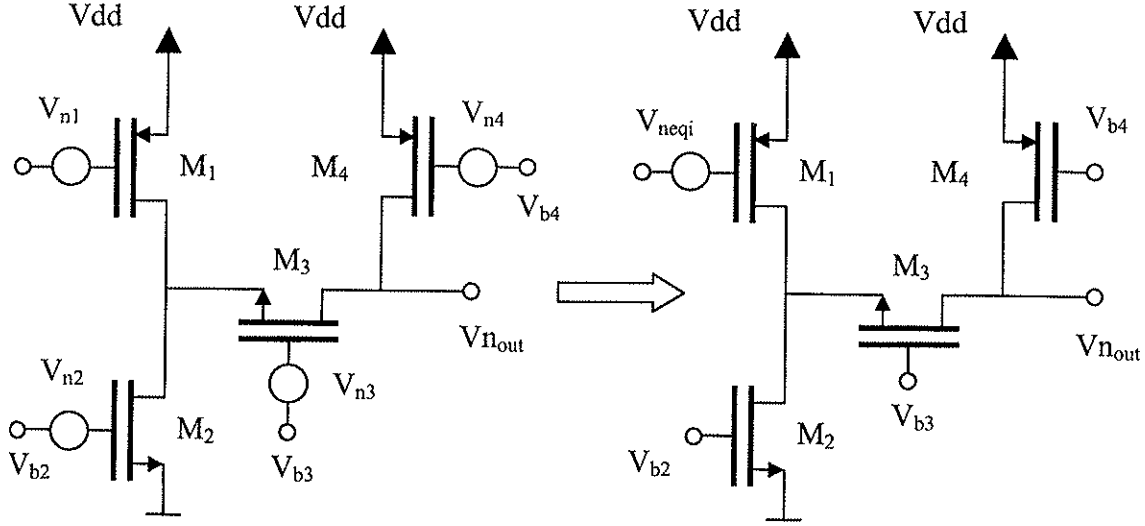 Vdd Vdd Vdd Vdd
Vn1 Vn4 Vneqi Vb4
M1 M4 M1 M4
Vb4
M3 M3
Vnout Vnout
Vn2 Vn3
M2 Vb3 M2
Vb2 Vb3 Vb2